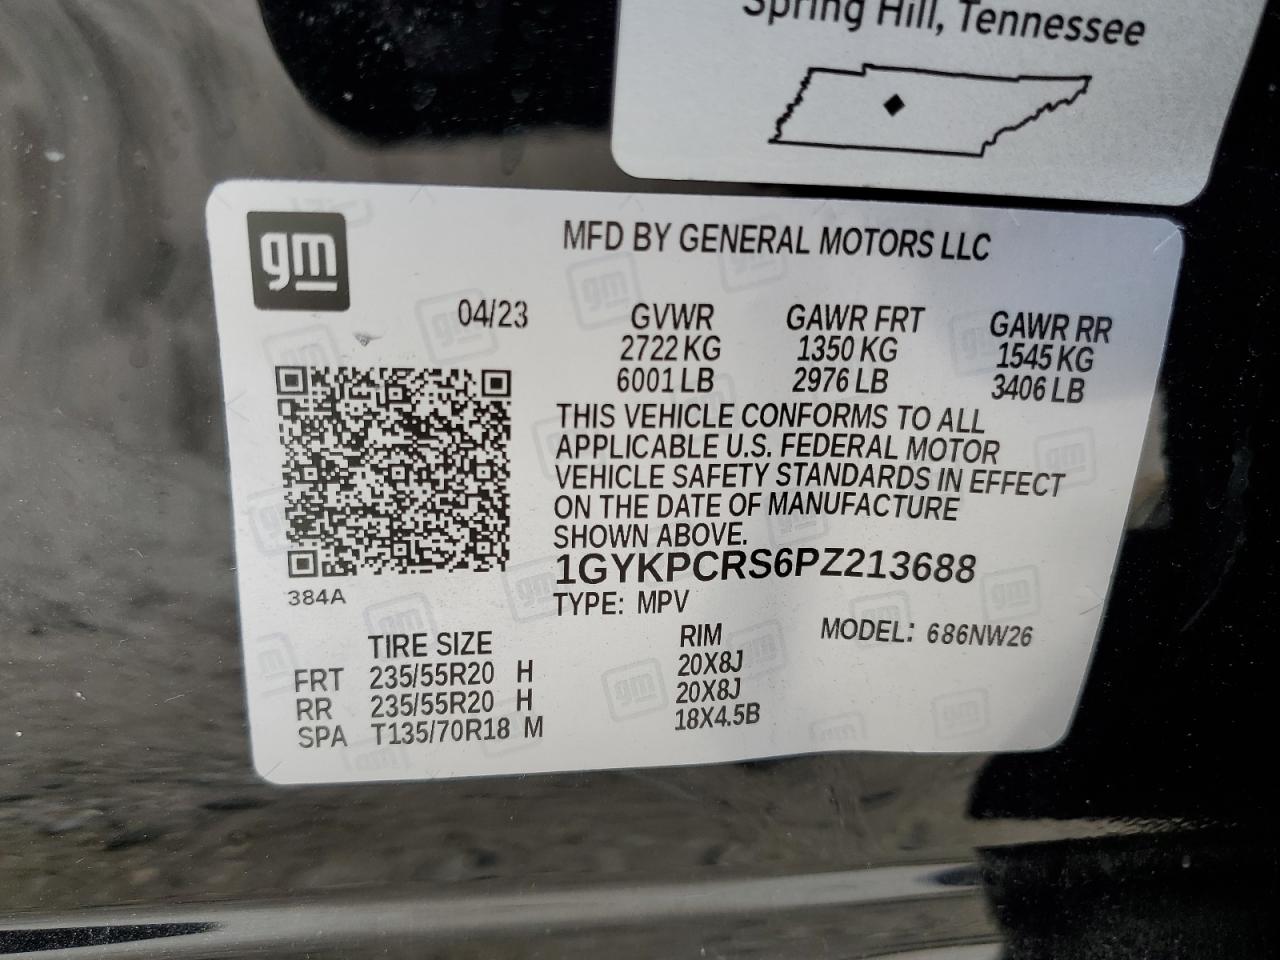 Spring Hill, Tennessee
gm
MFD BY GENERAL MOTORS LLC
04/23
GVWR GAWR FRT GAWR RR
2722 KG 1350 KG 1545 KG
6001 LB 2976 LB 3406 LB
THIS VEHICLE CONFORMS TO ALL
APPLICABLE U.S. FEDERAL MOTOR
VEHICLE SAFETY STANDARDS IN EFFECT
ON THE DATE OF MANUFACTURE
SHOWN ABOVE.
1GYKPCRS6PZ213688
384A
TYPE: MPV
MODEL: 686NW26
TIRE SIZE RIM
FRT 235/55R20 H 20X8J
RR 235/55R20 H 20X8J
SPA T135/70R18 M 18X4.5B